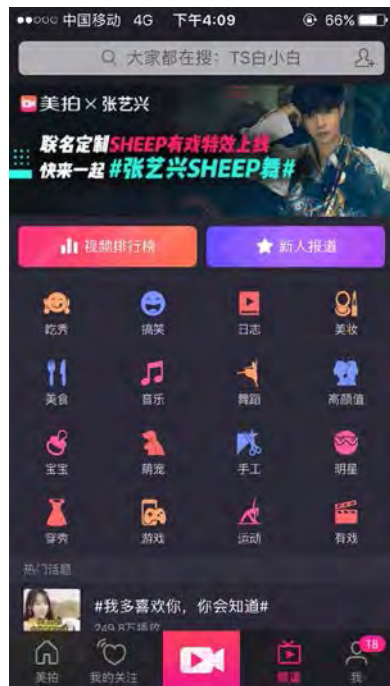 中国移动 4G 下午4:09 66%
大家都在搜：TS白小白
美拍×张艺兴
联名定制SHEEP有戏特效上线
快来一起 #张艺兴SHEEP舞#
视频排行榜 新人报道
吃秀 搞笑 日志 美妆
美食 音乐 舞蹈 高颜值
宝宝 萌宠 手工 明星
穿秀 游戏 运动 有戏
热门话题
#我多喜欢你，你会知道#
249.8万播放
18
美拍 我的关注 频道 我